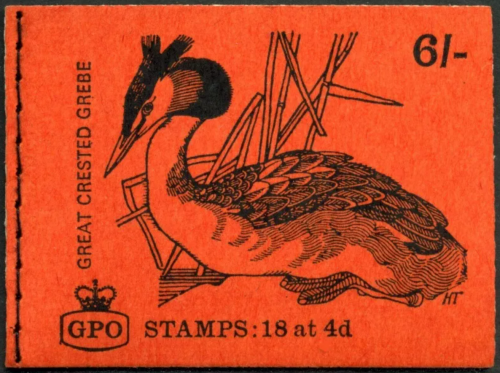 6/-
GREAT CRESTED GREBE
HT
GPO
STAMPS: 18 at 4d